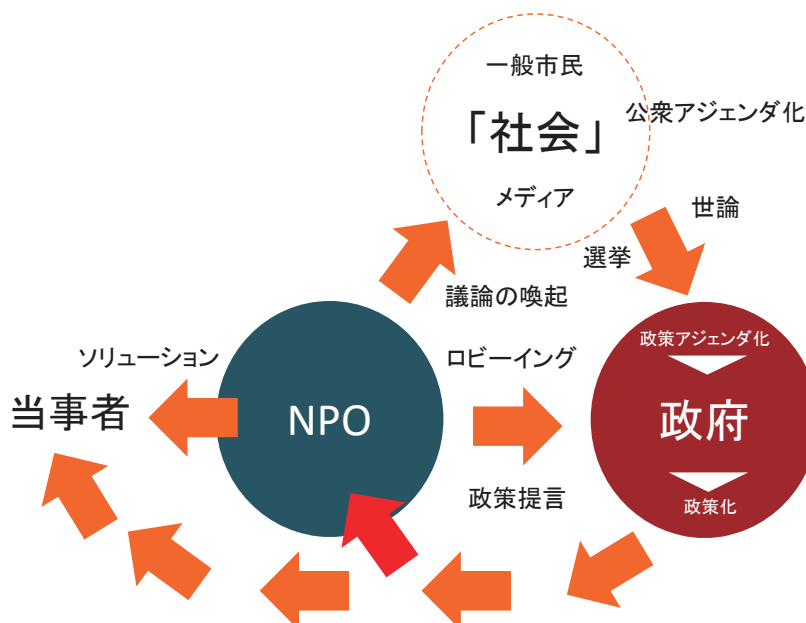 一般市民
「社会」
公衆アジェンダ化
メディア
世論
選挙
議論の喚起
ソリューション
ロビーイング
政策アジェンダ化
当事者
NPO
政府
政策提言
政策化